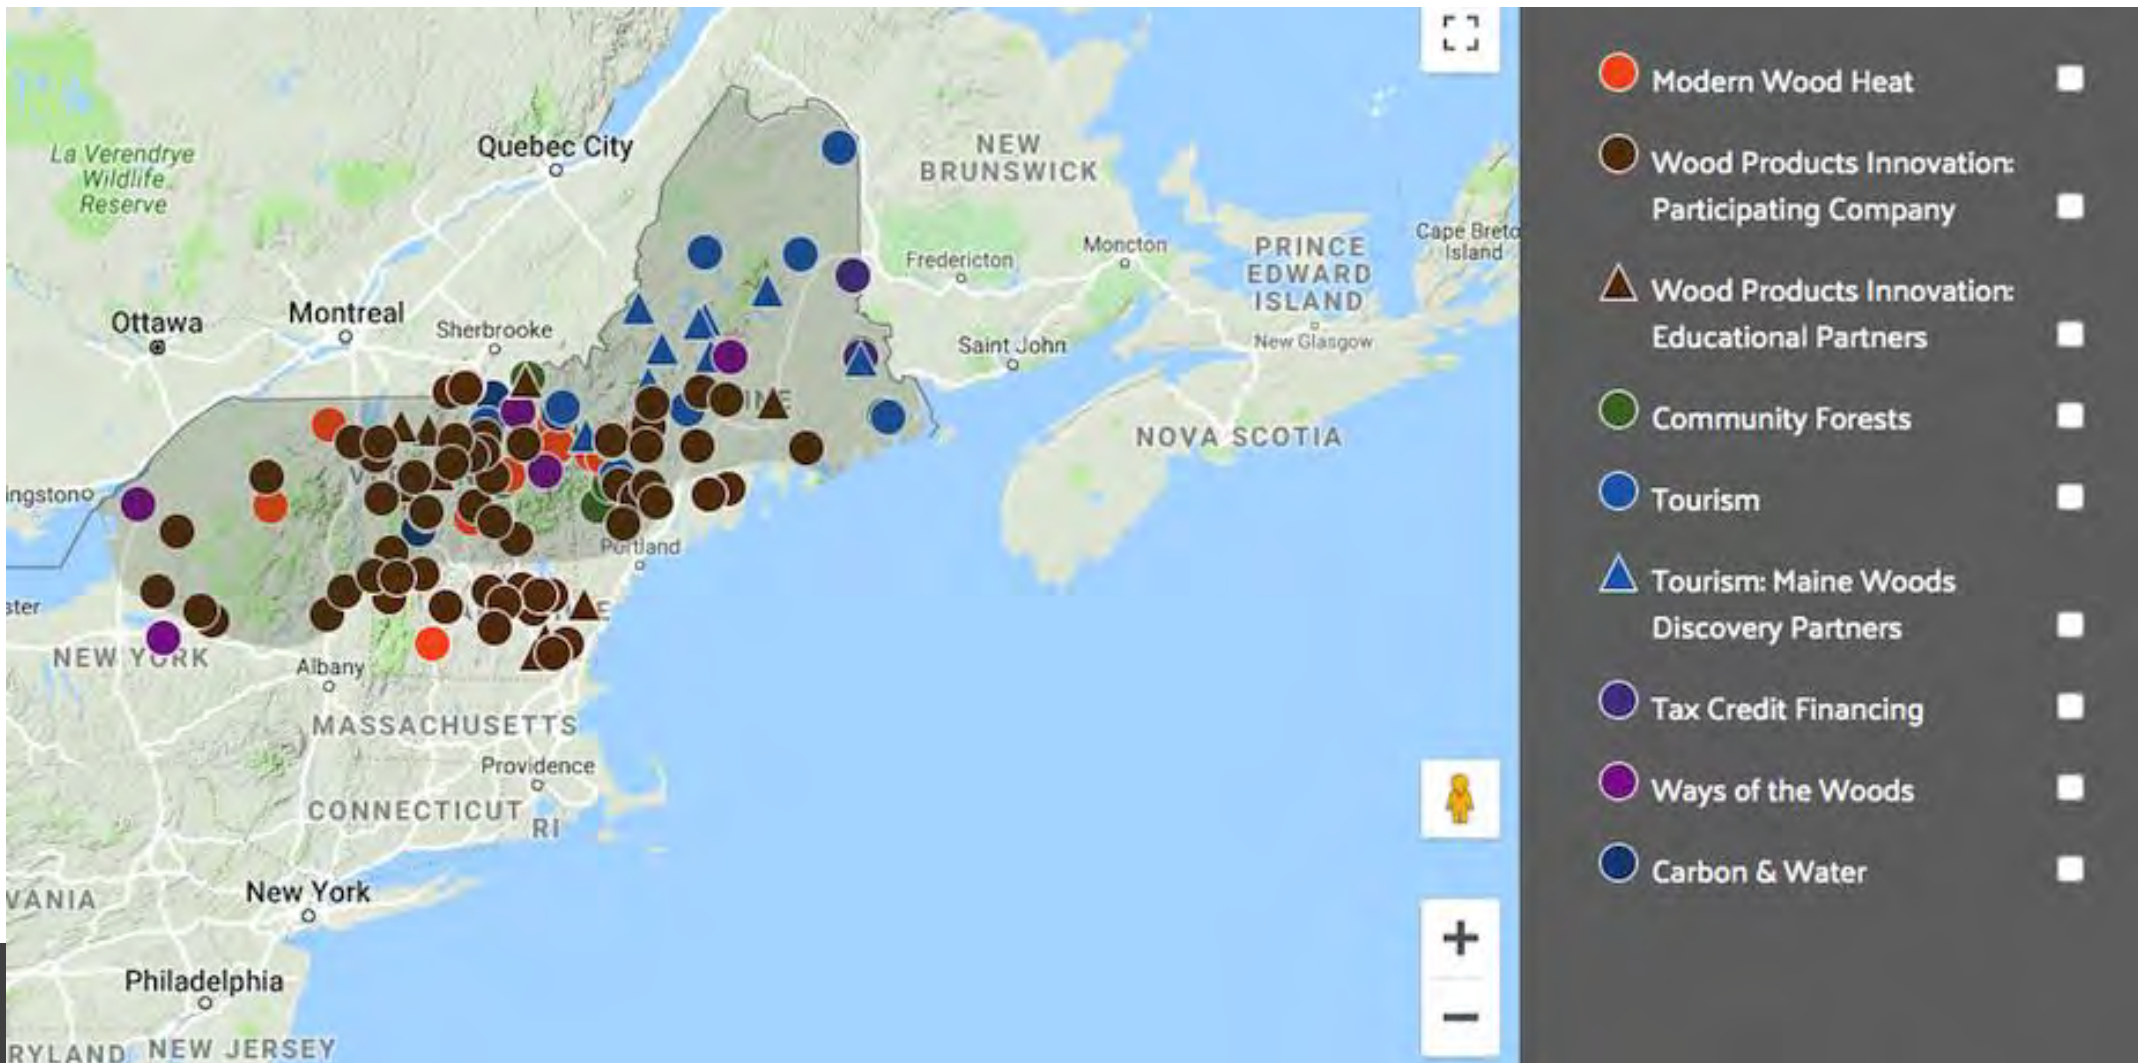 Quebec City
NEW
BRUNSWICK
La Verendrye
Wildlife
Reserve
Cape Breto
Island
Moncton
PRINCE
EDWARD
ISLAND
Fredericton
Ottawa
Montreal
Sherbrooke
New Glasgow
Saint John
NOVA SCOTIA
ingston
Portland
ster
NEW YORK
Albany
MASSACHUSETTS
Providence
CONNECTICUT
RI
New York
VANIA
Philadelphia
RYLAND
NEW JERSEY
Modern Wood Heat
Wood Products Innovation:
Participating Company
Wood Products Innovation:
Educational Partners
Community Forests
Tourism
Tourism: Maine Woods
Discovery Partners
Tax Credit Financing
Ways of the Woods
Carbon & Water